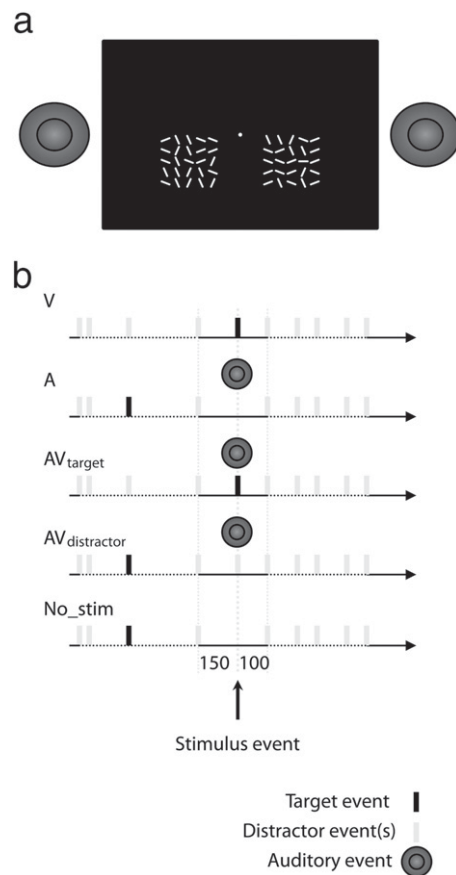 a
b
V
A
AVtarget
AVdistractor
No_stim
150 100
Stimulus event
Target event
Distractor event(s)
Auditory event